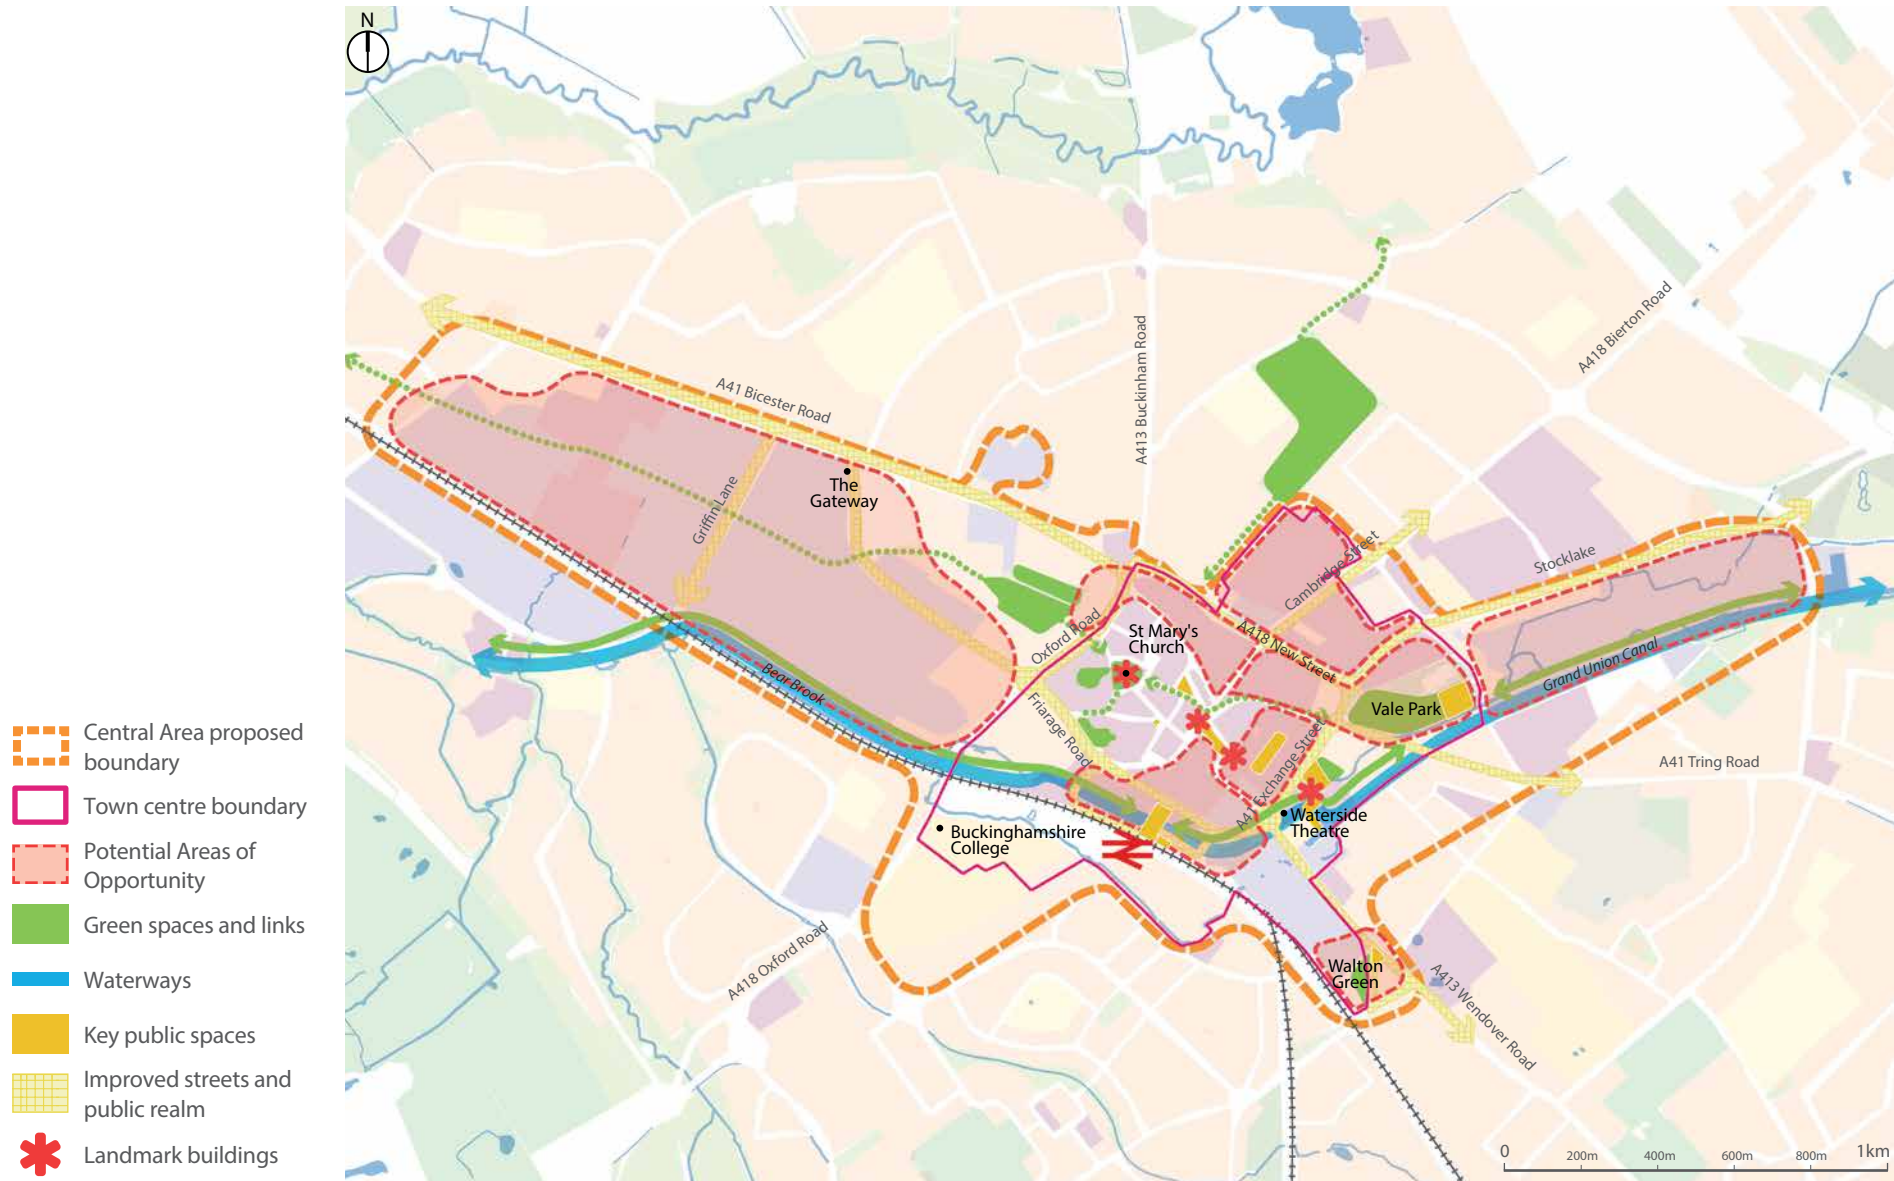 N
A41 Bicester Road
A413 Buckinham Road
A418 Bierton Road
The
Gateway
Griffin Lane
Cambridge Street
Stocklake
Oxford Road
St Mary's
Church
A418 New Street
Grand Union Canal
Bear Brook
Friarage Road
Vale Park
A41 Exchange Street
A41 Tring Road
Waterside
Theatre
Buckinghamshire
College
A418 Oxford Road
Walton
Green
A413 Wendover Road
Central Area proposed
boundary
Town centre boundary
Potential Areas of
Opportunity
Green spaces and links
Waterways
Key public spaces
Improved streets and
public realm
Landmark buildings
0 200m 400m 600m 800m 1km